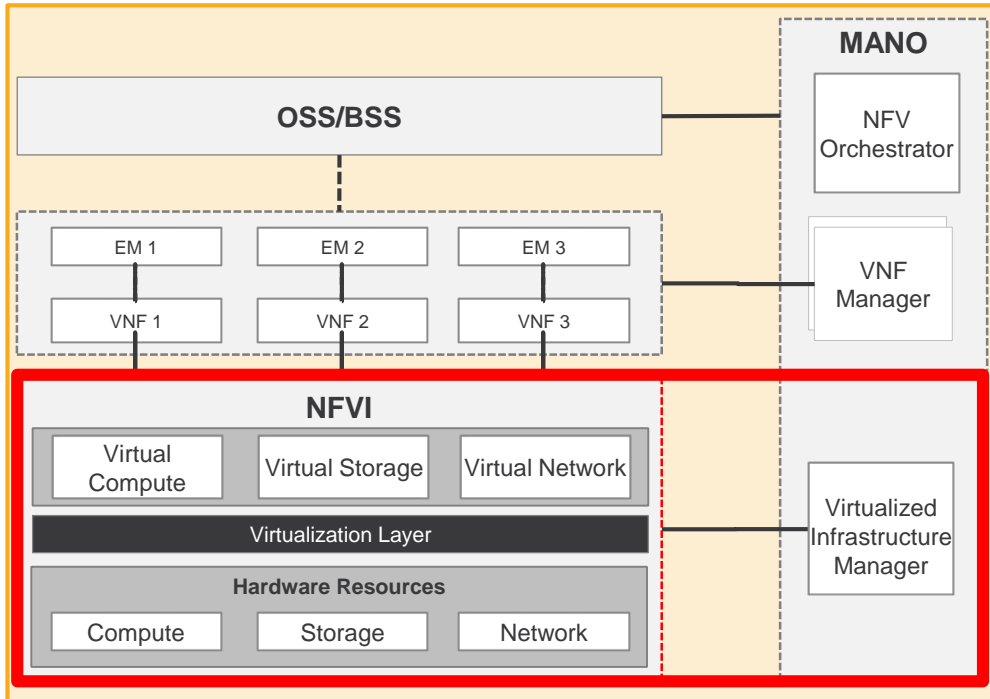 MANO
OSS/BSS
NFV
Orchestrator
EM 1
EM 2
EM 3
VNF 1
VNF 2
VNF 3
VNF
Manager
NFVI
Virtual
Compute
Virtual Storage
Virtual Network
Virtualization Layer
Virtualized
Infrastructure
Manager
Hardware Resources
Compute
Storage
Network